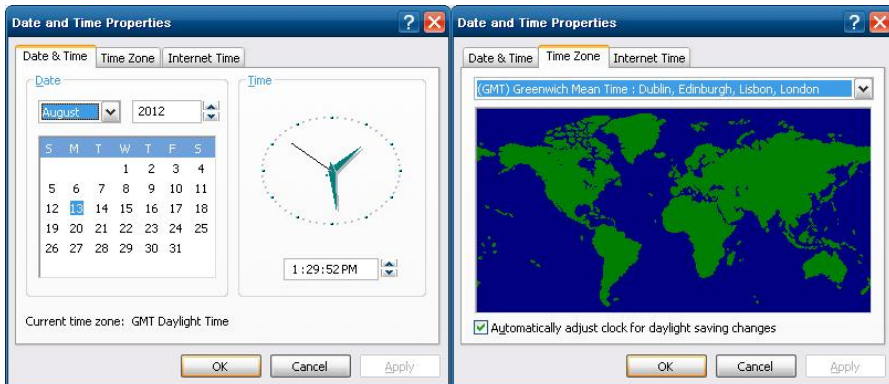 Date and Time Properties
Date & Time Time Zone Internet Time
Date
August 2012
S M T W T F S
1 2 3 4
5 6 7 8 9 10 11
12 13 14 15 16 17 18
19 20 21 22 23 24 25
26 27 28 29 30 31
Time
1:29:52 PM
Current time zone: GMT Daylight Time
OK Cancel Apply
Date and Time Properties
Date & Time Time Zone Internet Time
(GMT) Greenwich Mean Time : Dublin, Edinburgh, Lisbon, London
Automatically adjust clock for daylight saving changes
OK Cancel Apply